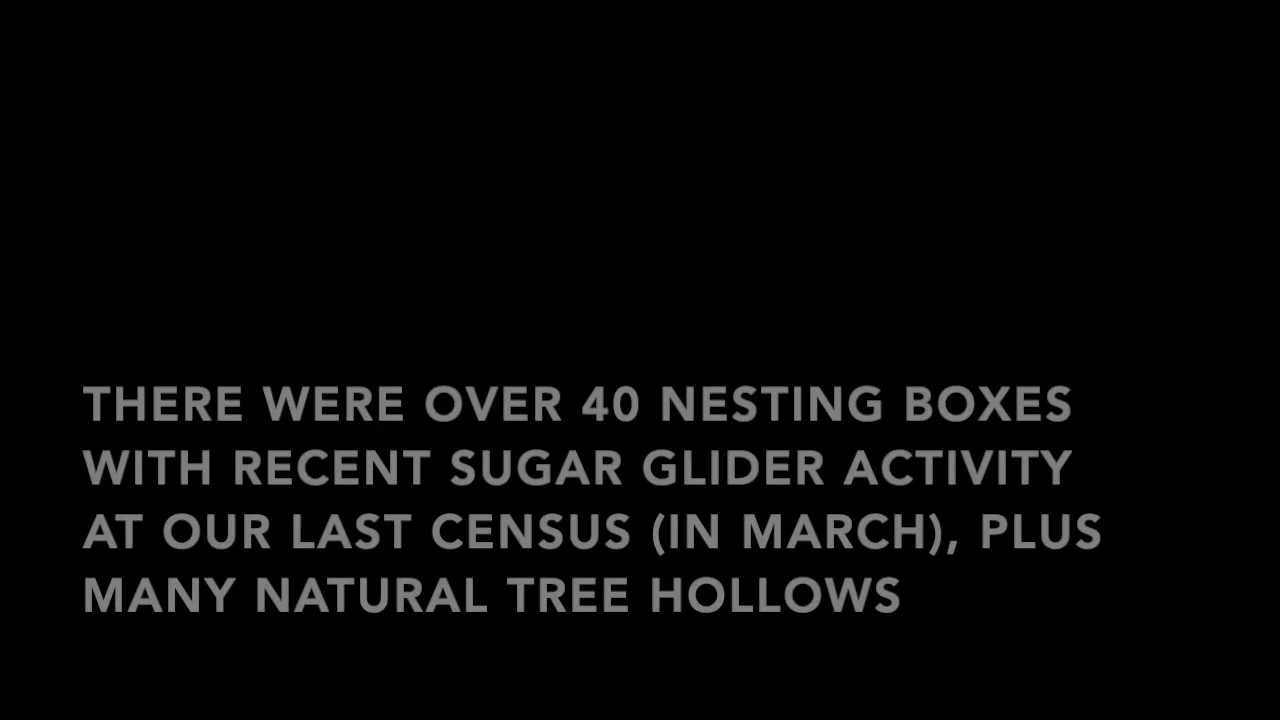 THERE WERE OVER 40 NESTING BOXES
WITH RECENT SUGAR GLIDER ACTIVITY
AT OUR LAST CENSUS (IN MARCH), PLUS
MANY NATURAL TREE HOLLOWS